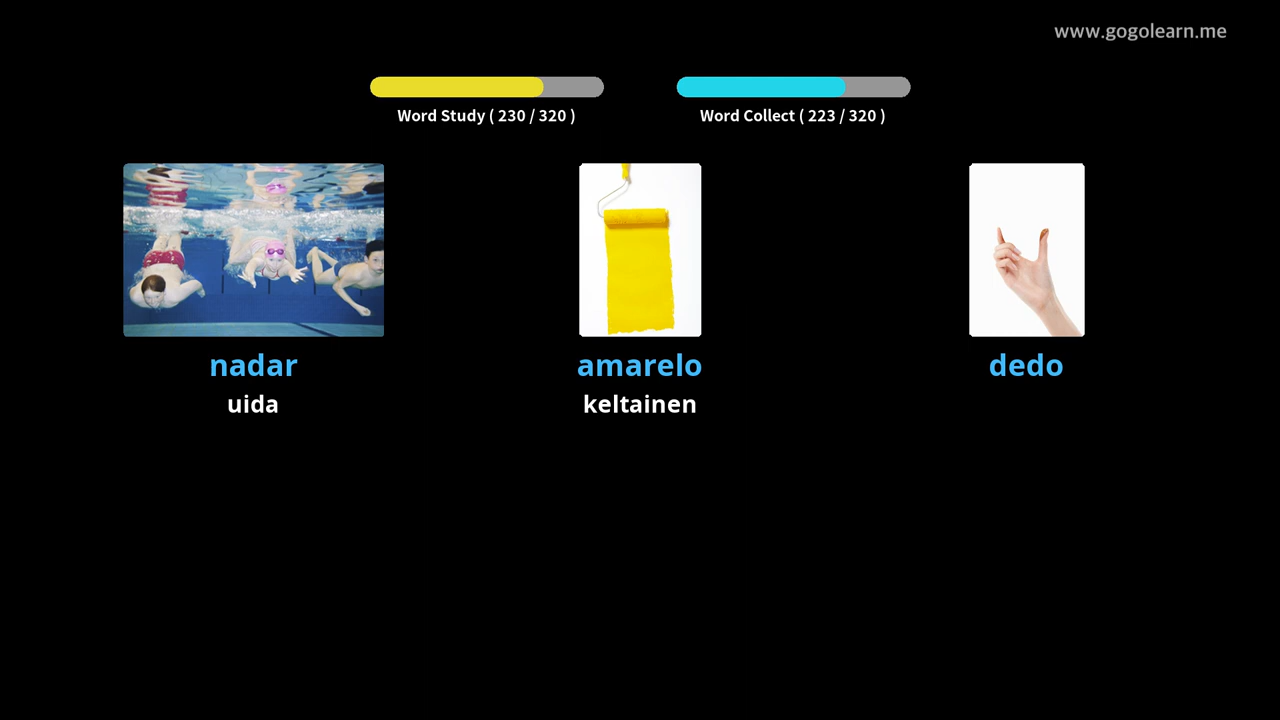 www.gogolearn.me
Word Study ( 230 / 320 )
Word Collect ( 223 / 320 )
nadar
amarelo
dedo
uida
keltainen